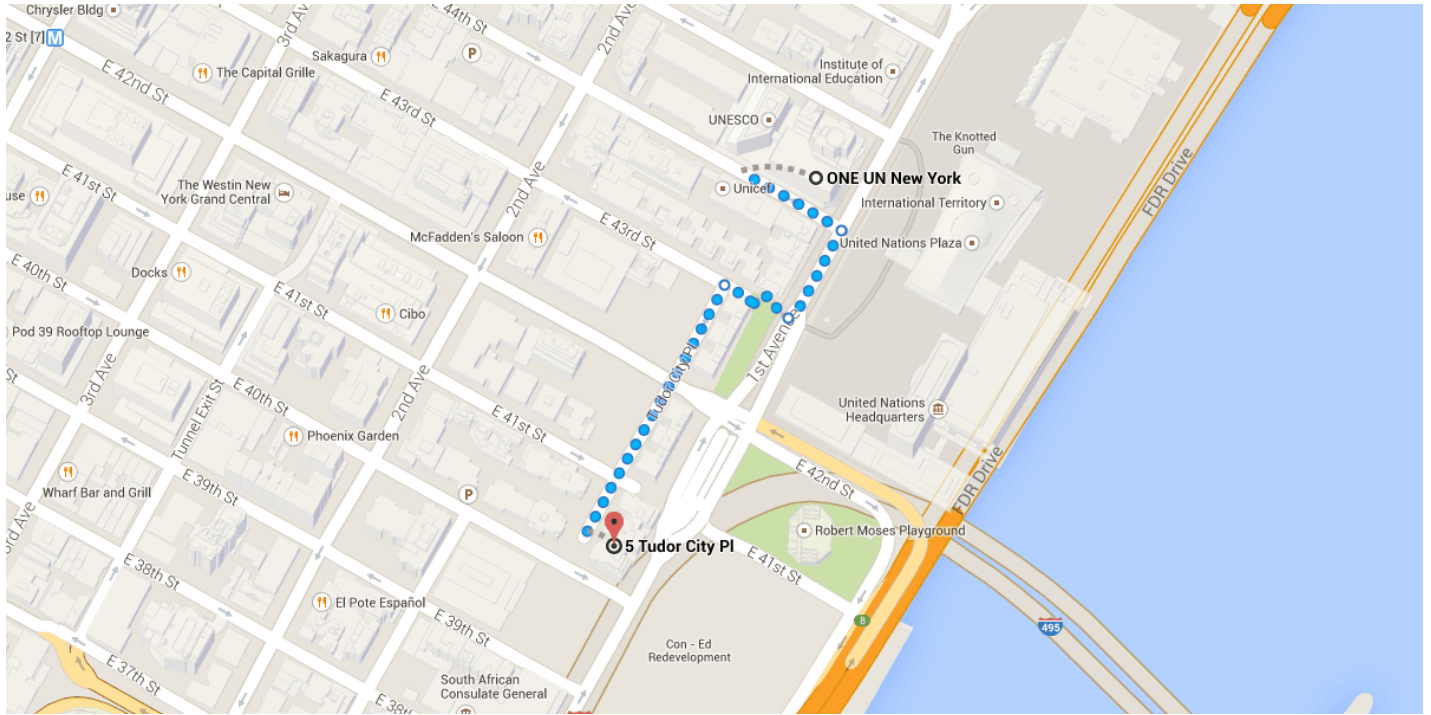 Chrysler Bldg
2 St [7]
M
E 42nd St
3rd Ave
E 44th St
2nd Ave
Sakagura
P
The Capital Grille
Institute of
International Education
E 43rd St
UNESCO
The Knotted
Gun
ONE UN New York
Unicef
International Territory
FDR Drive
E 41st St
The Westin New
York Grand Central
2nd Ave
use
McFadden's Saloon
E 43rd St
United Nations Plaza
E 40th St
Docks
E 41st St
Cibo
Pod 39 Rooftop Lounge
1st Avenue
Tudor City Pl
3rd Ave
Tunnel Exit St
E 40th St
2nd Ave
St
United Nations
Headquarters
E 41st St
Phoenix Garden
Wharf Bar and Grill
E 39th St
P
E 42nd St
FDR Drive
3rd Ave
Robert Moses Playground
5 Tudor City Pl
E 41st St
E 38th St
El Pote Español
E 39th St
8
495
Con - Ed
Redevelopment
E 37th St
South African
Consulate General
E 38th